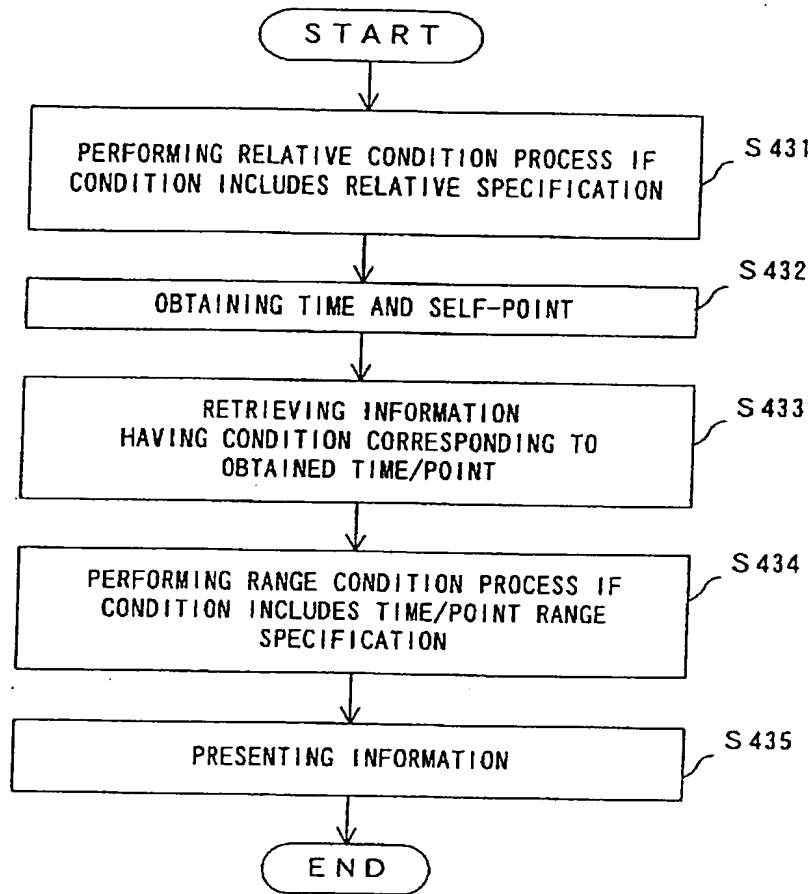 START
PERFORMING RELATIVE CONDITION PROCESS IF
CONDITION INCLUDES RELATIVE SPECIFICATION
S431
OBTAINING TIME AND SELF-POINT
S432
RETRIEVING INFORMATION
HAVING CONDITION CORRESPONDING TO
OBTAINED TIME/POINT
S433
PERFORMING RANGE CONDITION PROCESS IF
CONDITION INCLUDES TIME/POINT RANGE
SPECIFICATION
S434
PRESENTING INFORMATION
S435
END